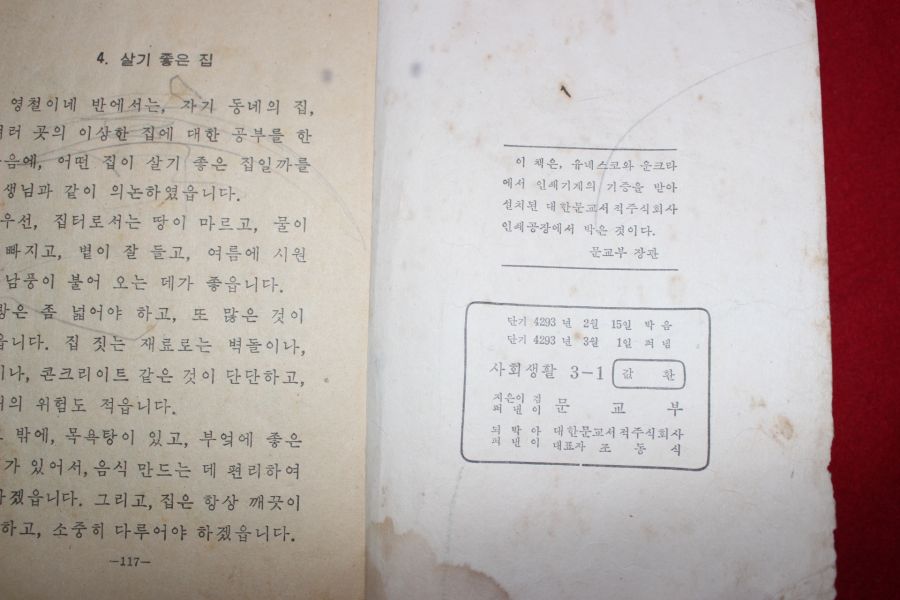 4. 살기 좋은 집
영철이네 반에서는, 자기 동네의 집,
곳의 이상한 집에 대한 공부를 한
어떤 집이 살기 좋은 집일까를
같이 의논하였읍니다.
우선, 집터로서는 땅이 마르고, 물이
빠지고, 볕이 잘 들고, 여름에 시원
남풍이 불어 오는 데가 좋읍니다.
좀 넓어야 하고, 또 많은 것이
집 짓는 재료로는 벽돌이나,
콘크리이트 같은 것이 단단하고,
위험도 적읍니다.
밖에, 목욕탕이 있고, 부엌에 좋은
가 있어서, 음식 만드는 데 편리하여
그리고, 집은 항상 깨끗이
하고, 소중히 다루어야 하겠읍니다.
—117—
이 책은, 유네스코와 운크라
에서 인쇄기계의 기증을 받아
설치된 대한문교서적주식회사
인쇄공장에서 박은 것이다.
문교부 장관
단기 4293 년 2월 15일 박음
단기 4293 년 3월 1일 펴냄
사회생활 3-1 값 환
지은이 겸 펴낸이 문 교 부
되박아 펴낸이 대한문교서적주식회사
대표자 조 동 식